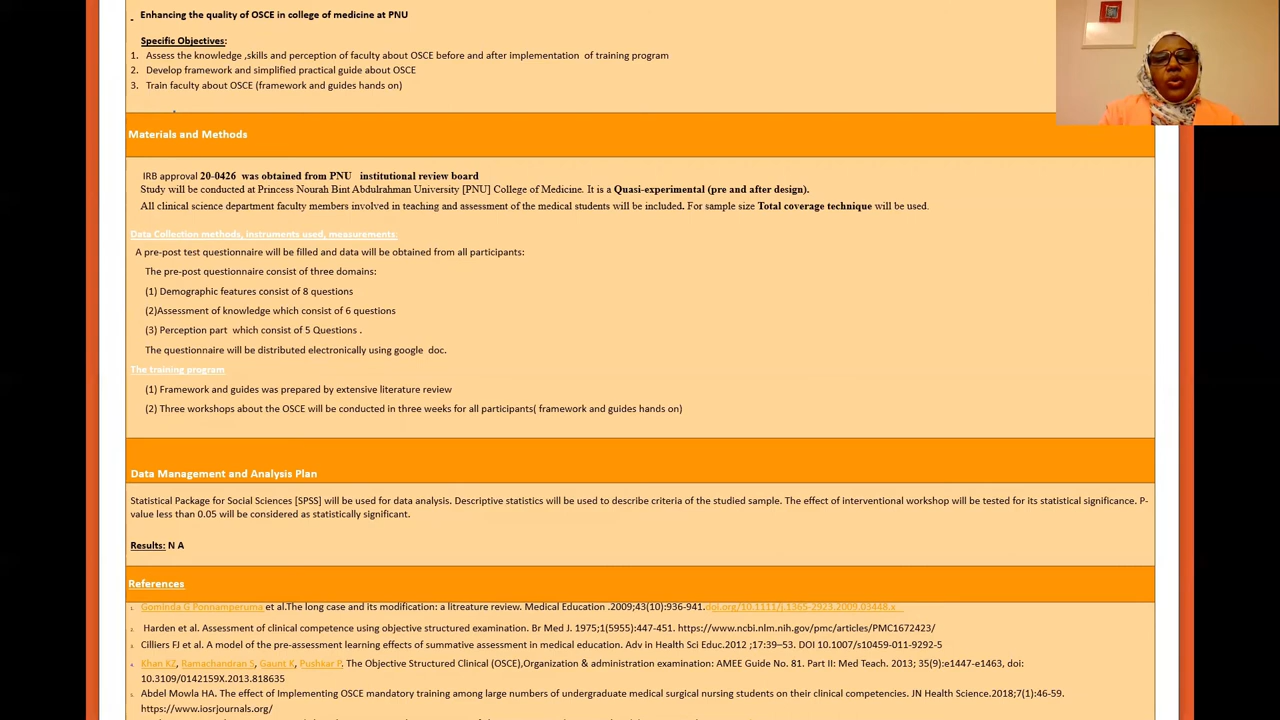 Enhancing the quality of OSCE in college of medicine at PNU
Specific Objectives:
1. Assess the knowledge ,skills and perception of faculty about OSCE before and after implementation of training program
2. Develop framework and simplified practical guide about OSCE
3. Train faculty about OSCE (framework and guides hands on)
Materials and Methods
IRB approval 20-0426 was obtained from PNU institutional review board
Study will be conducted at Princess Nourah Bint Abdulrahman University [PNU] College of Medicine. It is a Quasi-experimental (pre and after design).
All clinical science department faculty members involved in teaching and assessment of the medical students will be included. For sample size Total coverage technique will be used.
Data Collection methods, instruments used, measurements:
A pre-post test questionnaire will be filled and data will be obtained from all participants:
The pre-post questionnaire consist of three domains:
(1) Demographic features consist of 8 questions
(2)Assessment of knowledge which consist of 6 questions
(3) Perception part which consist of 5 Questions .
The questionnaire will be distributed electronically using google doc.
The training program
(1) Framework and guides was prepared by extensive literature review
(2) Three workshops about the OSCE will be conducted in three weeks for all participants( framework and guides hands on)
Data Management and Analysis Plan
Statistical Package for Social Sciences [SPSS] will be used for data analysis. Descriptive statistics will be used to describe criteria of the studied sample. The effect of interventional workshop will be tested for its statistical significance. P-
value less than 0.05 will be considered as statistically significant.
Results: N A
References
1. Gominda G Ponnamperuma et al.The long case and its modification: a litreature review. Medical Education .2009;43(10):936-941.doi.org/10.1111/j.1365-2923.2009.03448.x
2. Harden et al. Assessment of clinical competence using objective structured examination. Br Med J. 1975;1(5955):447-451. https://www.ncbi.nlm.nih.gov/pmc/articles/PMC1672423/
3. Cilliers FJ et al. A model of the pre-assessment learning effects of summative assessment in medical education. Adv in Health Sci Educ.2012 ;17:39–53. DOI 10.1007/s10459-011-9292-5
4. Khan KZ, Ramachandran S, Gaunt K, Pushkar P. The Objective Structured Clinical (OSCE),Organization & administration examination: AMEE Guide No. 81. Part II: Med Teach. 2013; 35(9):e1447-e1463, doi:
10.3109/0142159X.2013.818635
5. Abdel Mowla HA. The effect of Implementing OSCE mandatory training among large numbers of undergraduate medical surgical nursing students on their clinical competencies. JN Health Science.2018;7(1):46-59.
https://www.iosrjournals.org/